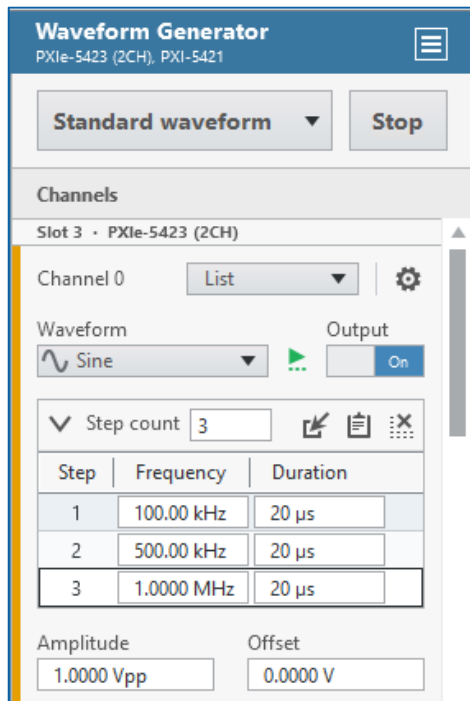 Waveform Generator
PXIe-5423 (2CH), PXI-5421
Standard waveform Stop
Channels
Slot 3 · PXIe-5423 (2CH)
Channel 0 List
Waveform Output
Sine On
Step count 3
Step Frequency Duration
1 100.00 kHz 20 µs
2 500.00 kHz 20 µs
3 1.0000 MHz 20 µs
Amplitude Offset
1.0000 Vpp 0.0000 V